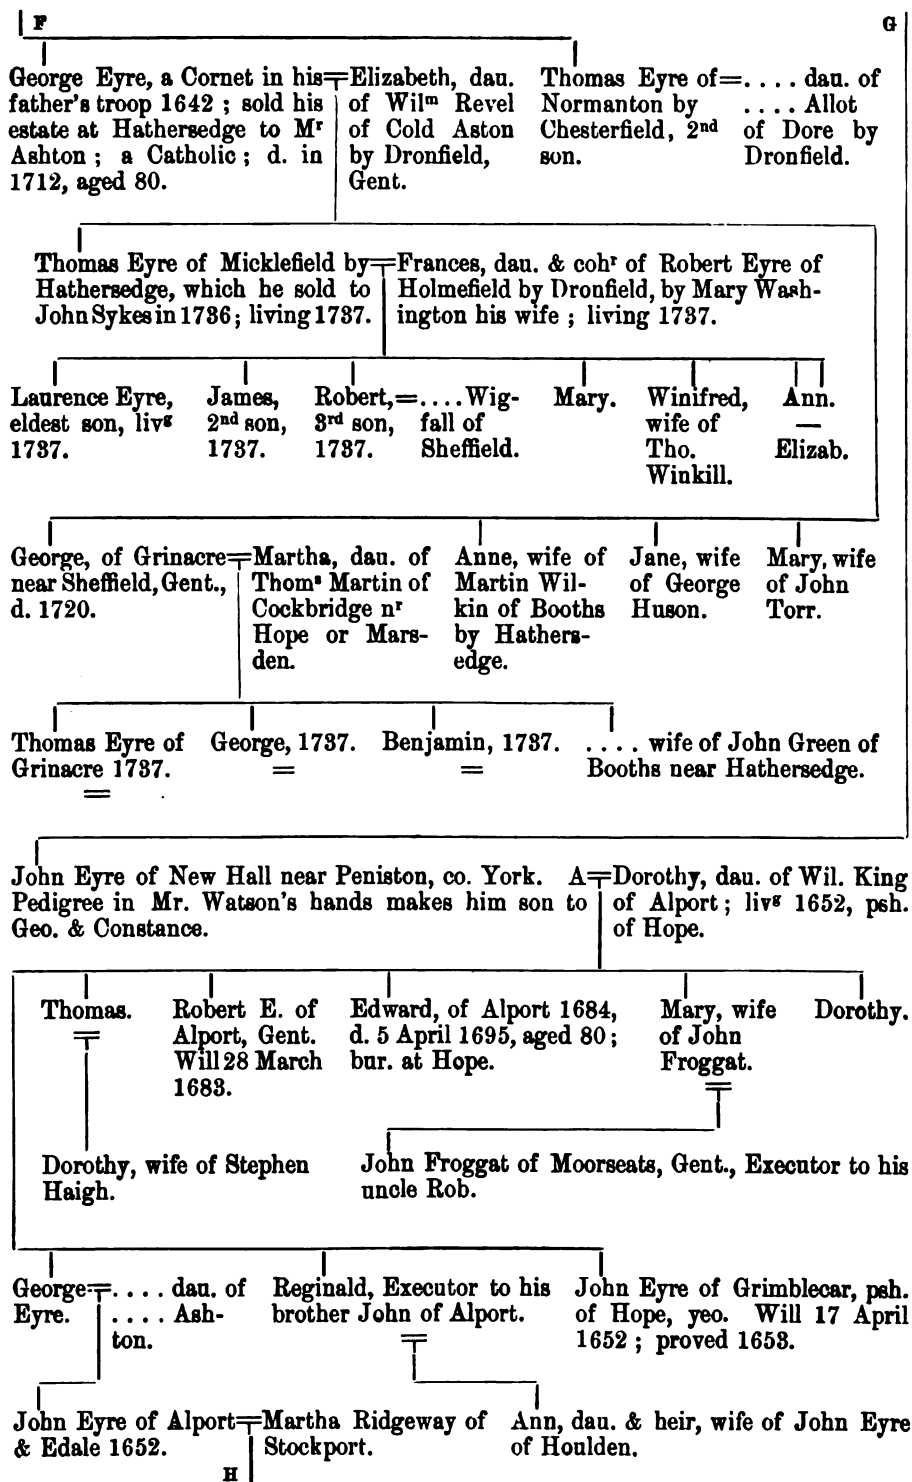 F
G
George Eyre, a Cornet in his
father's troop 1642 ; sold his
estate at Hathersedge to Mʳ
Ashton ; a Catholic ; d. in
1712, aged 80.
Elizabeth, dau.
of Wilᵐ Revel
of Cold Aston
by Dronfield,
Gent.
Thomas Eyre of
Normanton by
Chesterfield, 2ⁿᵈ
son.
=. . . . dau. of
. . . . Allot
of Dore by
Dronfield.
Thomas Eyre of Micklefield by
Hathersedge, which he sold to
John Sykes in 1736; living 1737.
Frances, dau. & cohʳ of Robert Eyre of
Holmefield by Dronfield, by Mary Wash-
ington his wife ; living 1737.
Laurence Eyre,
eldest son, livᵍ
1737.
James,
2ⁿᵈ son,
1737.
Robert,
3ʳᵈ son,
1737.
=. . . . Wig-
fall of
Sheffield.
Mary.
Winifred,
wife of
Tho.
Winkill.
Ann.
—
Elizab.
George, of Grinacre
near Sheffield, Gent.,
d. 1720.
Martha, dau. of
Thomˢ Martin of
Cockbridge nʳ
Hope or Mars-
den.
Anne, wife of
Martin Wil-
kin of Booths
by Hathers-
edge.
Jane, wife
of George
Huson.
Mary, wife
of John
Torr.
Thomas Eyre of
Grinacre 1737.
=
George, 1737.
=
Benjamin, 1737.
=
. . . . wife of John Green of
Booths near Hathersedge.
John Eyre of New Hall near Peniston, co. York. A
Pedigree in Mr. Watson's hands makes him son to
Geo. & Constance.
Dorothy, dau. of Wil. King
of Alport ; livᵍ 1652, psh.
of Hope.
Thomas.
Robert E. of
Alport, Gent.
Will 28 March
1683.
Edward, of Alport 1684,
d. 5 April 1695, aged 80 ;
bur. at Hope.
Mary, wife
of John
Froggat.
Dorothy.
Dorothy, wife of Stephen
Haigh.
John Froggat of Moorseats, Gent., Executor to his
uncle Rob.
George
Eyre.
. . . . dau. of
. . . . Ash-
ton.
Reginald, Executor to his
brother John of Alport.
John Eyre of Grimblecar, psh.
of Hope, yeo. Will 17 April
1652 ; proved 1653.
John Eyre of Alport
& Edale 1652.
Martha Ridgeway of
Stockport.
Ann, dau. & heir, wife of John Eyre
of Houlden.
H